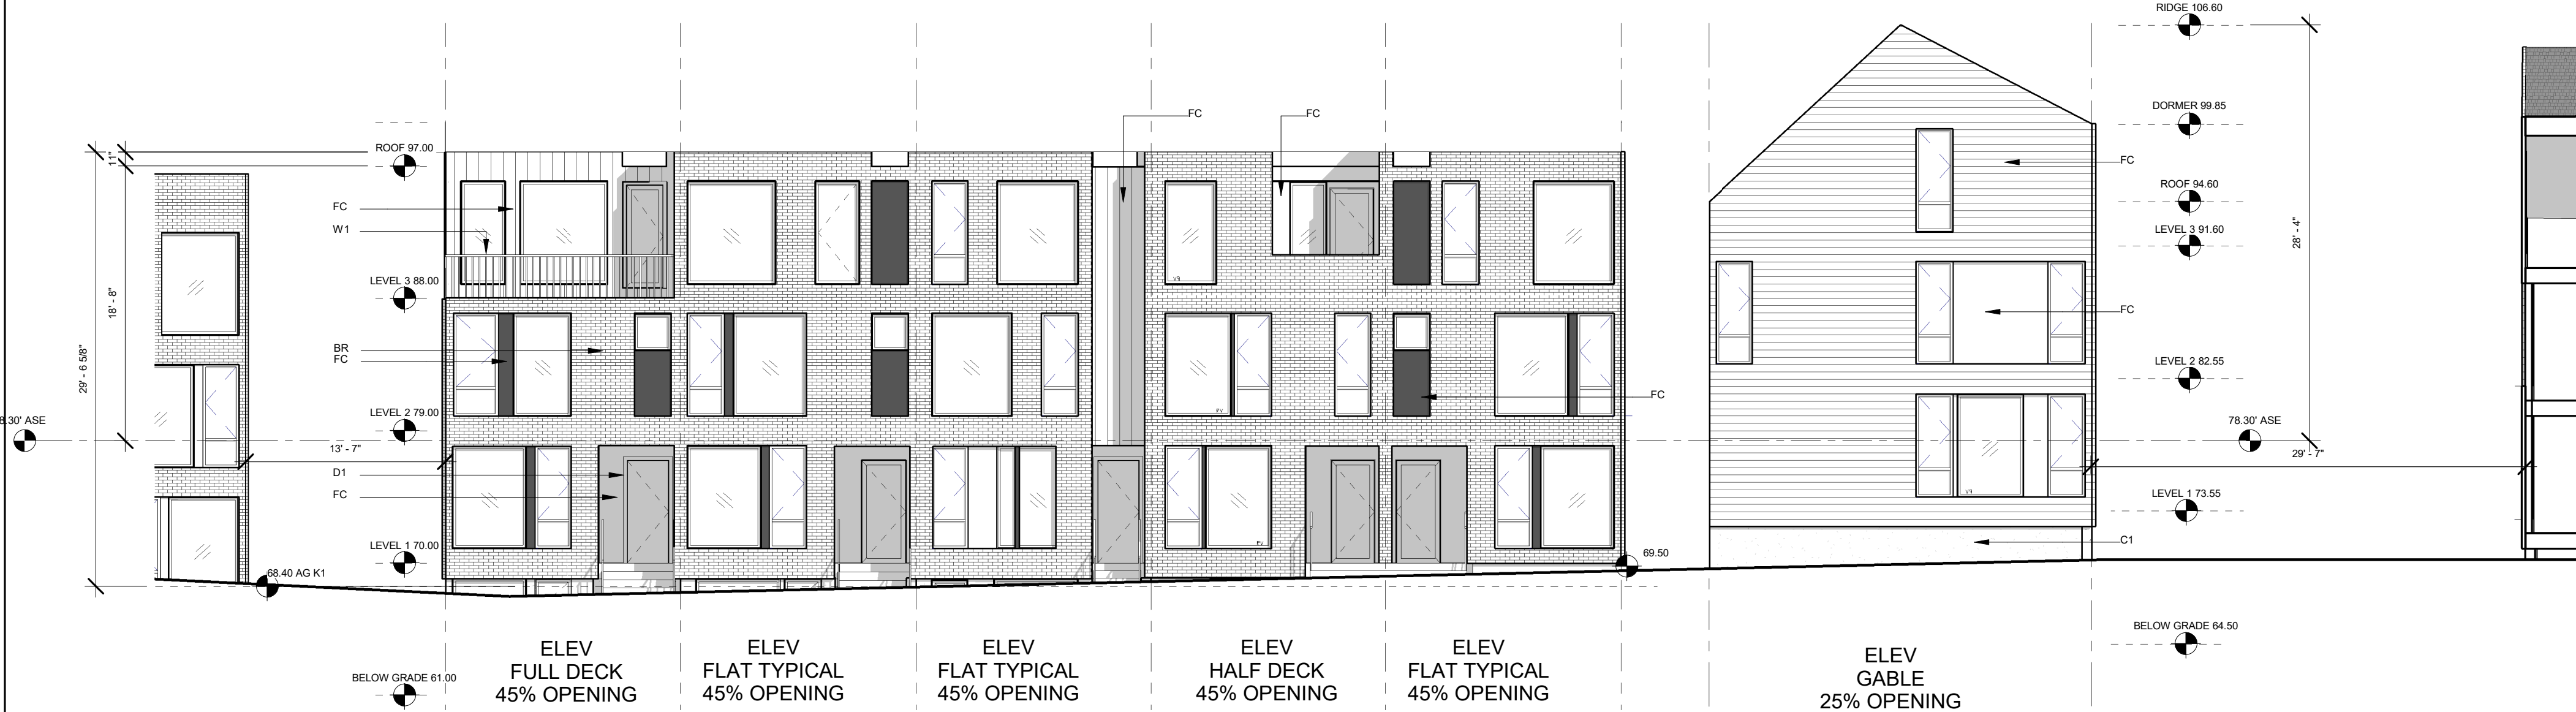 RIDGE 106.60
DORMER 99.85
FC
FC
ROOF 97.00
11"
FC
ROOF 94.60
FC
W1
LEVEL 3 91.60
28' - 4"
LEVEL 3 88.00
18' - 8"
FC
BR
FC
29' - 6 5/8"
LEVEL 2 82.55
FC
LEVEL 2 79.00
8.30' ASE
78.30' ASE
13' - 7"
29' - 7"
D1
FC
LEVEL 1 73.55
C1
LEVEL 1 70.00
69.50
68.40 AG K1
BELOW GRADE 64.50
ELEV
FULL DECK
45% OPENING
ELEV
FLAT TYPICAL
45% OPENING
ELEV
FLAT TYPICAL
45% OPENING
ELEV
HALF DECK
45% OPENING
ELEV
FLAT TYPICAL
45% OPENING
ELEV
GABLE
25% OPENING
BELOW GRADE 61.00